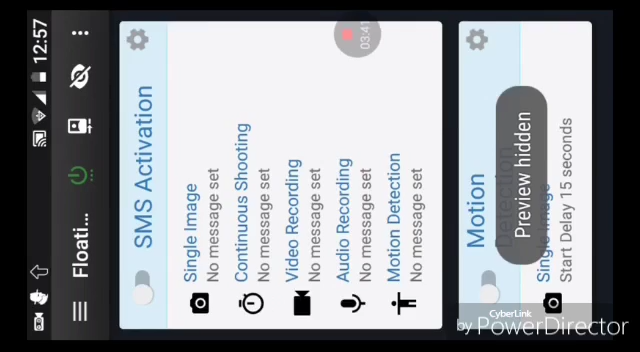 12:57
Floati...
SMS Activation
Single Image
No message set
Continuous Shooting
No message set
Video Recording
No message set
Audio Recording
No message set
Motion Detection
No message set
03:41
Motion
Detection
Preview hidden
Single Image
Start Delay 15 seconds
CyberLink
by PowerDirector